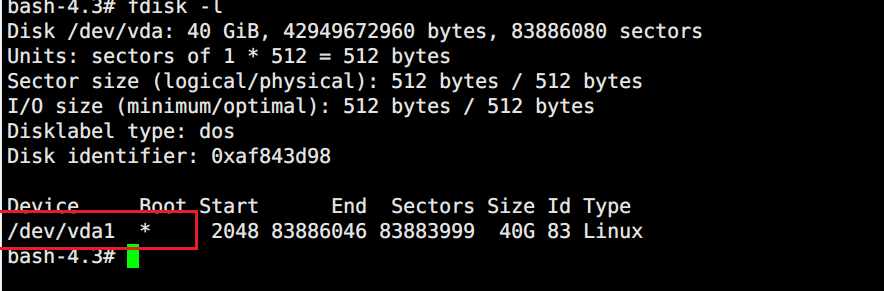 bash-4.3# fdisk -l
Disk /dev/vda: 40 GiB, 42949672960 bytes, 83886080 sectors
Units: sectors of 1 * 512 = 512 bytes
Sector size (logical/physical): 512 bytes / 512 bytes
I/O size (minimum/optimal): 512 bytes / 512 bytes
Disklabel type: dos
Disk identifier: 0xaf843d98
Device     Boot Start      End  Sectors Size Id Type
/dev/vda1  *     2048 83886046 83883999  40G 83 Linux
bash-4.3#